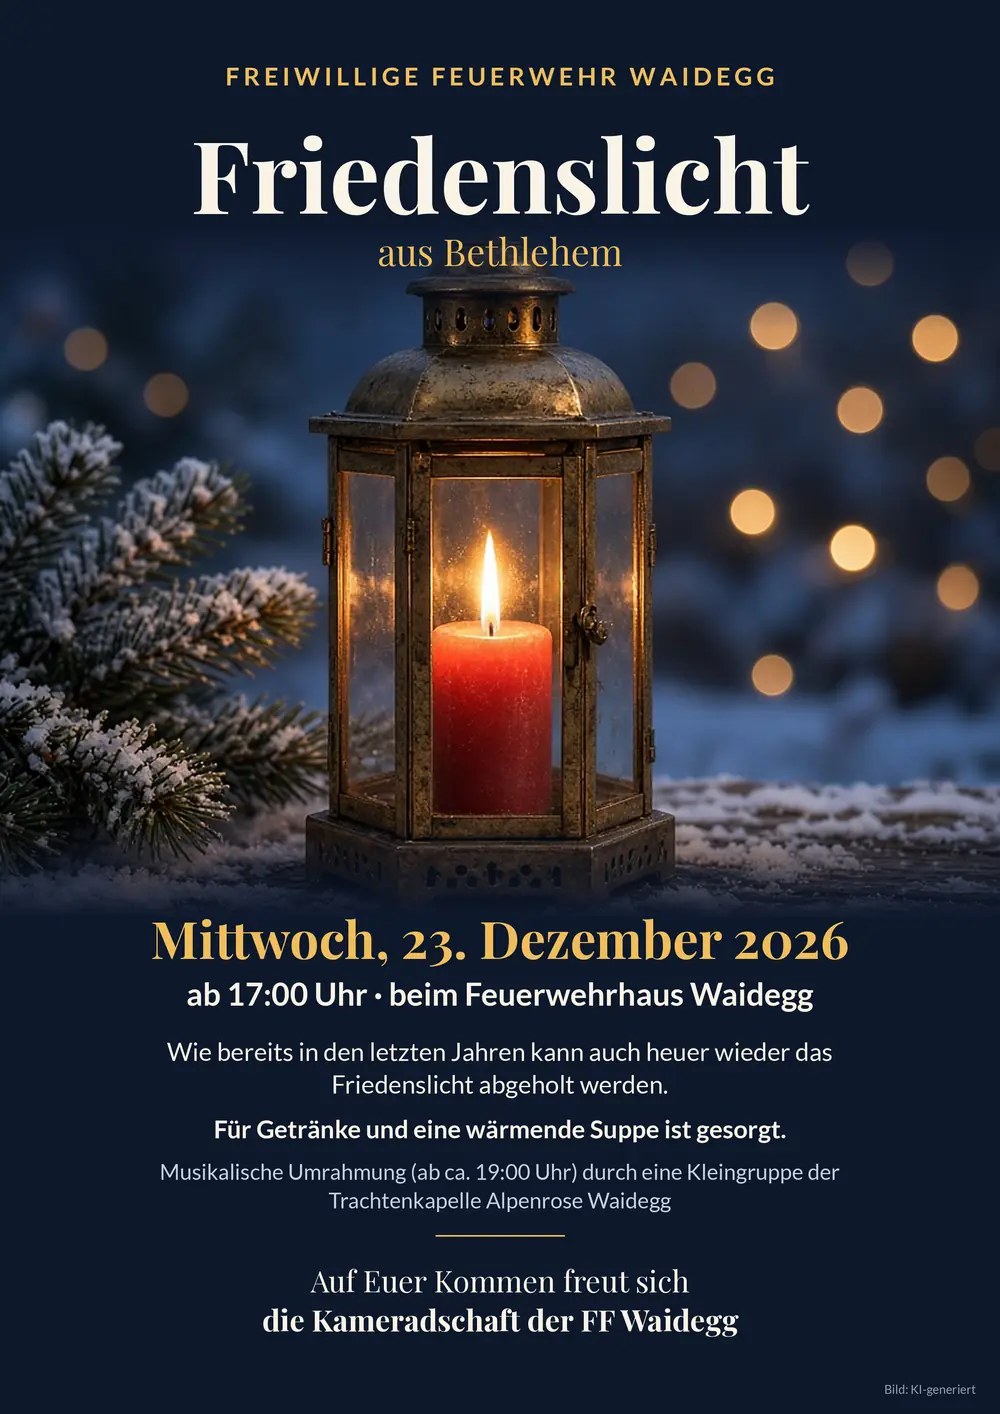 FREIWILLIGE FEUERWEHR WAIDEGG
Friedenslicht
aus Bethlehem
Mittwoch, 23. Dezember 2026
ab 17:00 Uhr · beim Feuerwehrhaus Waidegg
Wie bereits in den letzten Jahren kann auch heuer wieder das
Friedenslicht abgeholt werden.
Für Getränke und eine wärmende Suppe ist gesorgt.
Musikalische Umrahmung (ab ca. 19:00 Uhr) durch eine Kleingruppe der
Trachtenkapelle Alpenrose Waidegg
Auf Euer Kommen freut sich
die Kameradschaft der FF Waidegg
Bild: KI-generiert